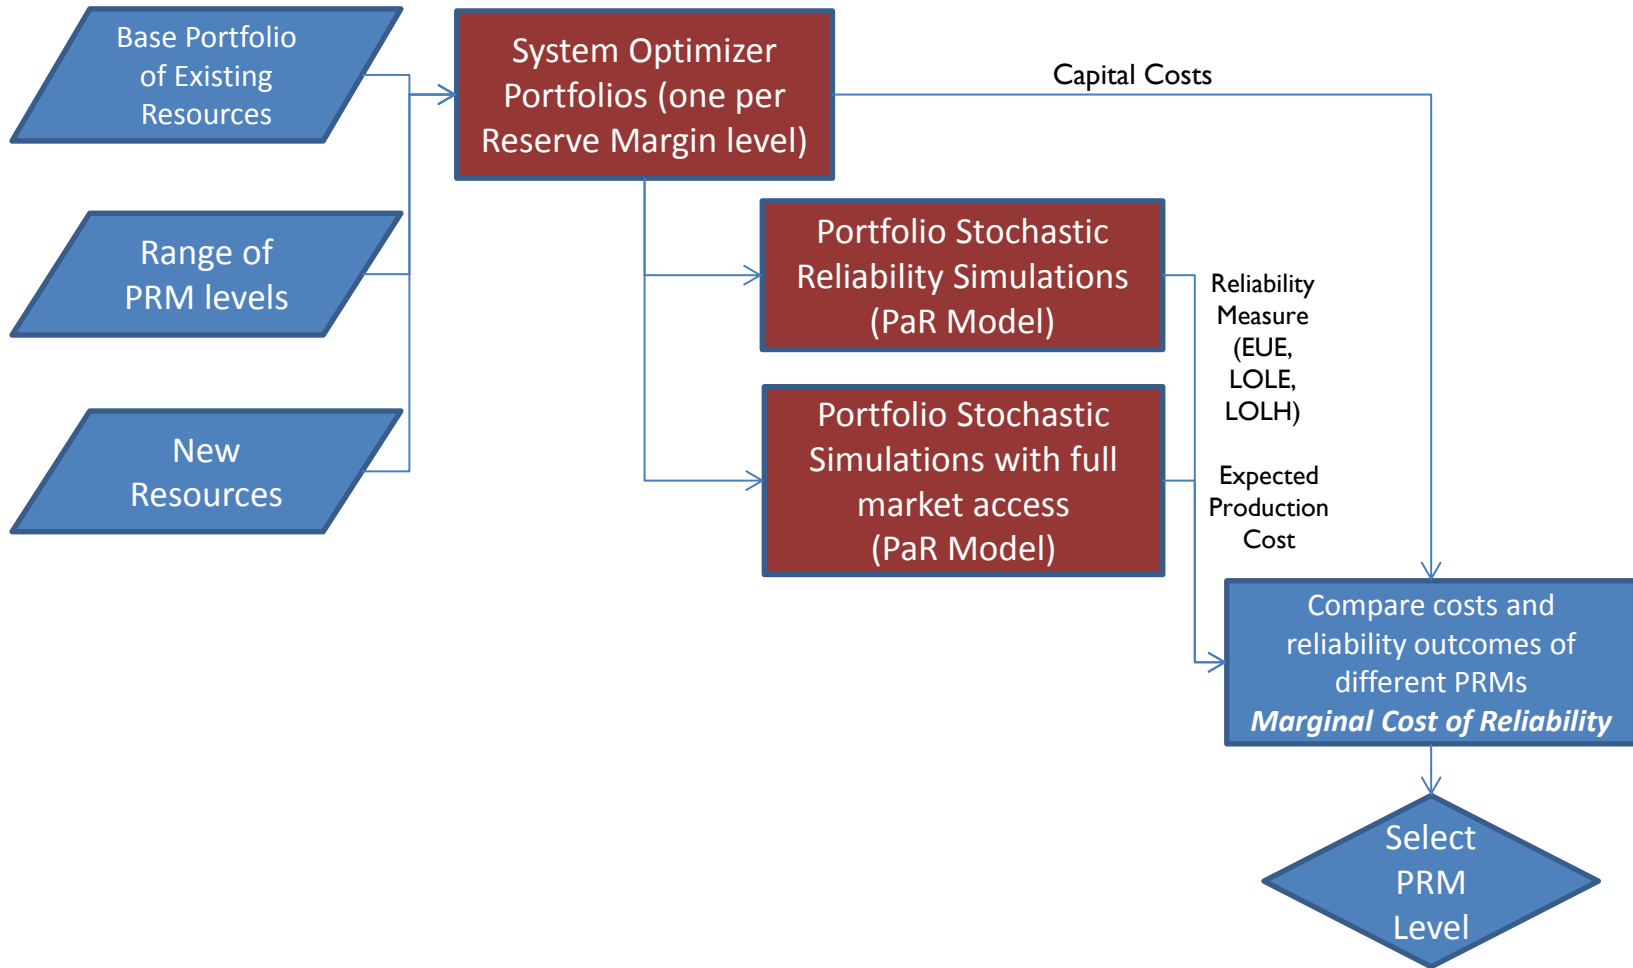 Base Portfolio
of Existing
Resources
System Optimizer
Portfolios (one per
Reserve Margin level)
Capital Costs
Range of
PRM levels
Portfolio Stochastic
Reliability Simulations
(PaR Model)
Reliability
Measure
(EUE,
LOLE,
LOLH)
New
Resources
Portfolio Stochastic
Simulations with full
market access
(PaR Model)
Expected
Production
Cost
Compare costs and
reliability outcomes of
different PRMs
Marginal Cost of Reliability
Select
PRM
Level